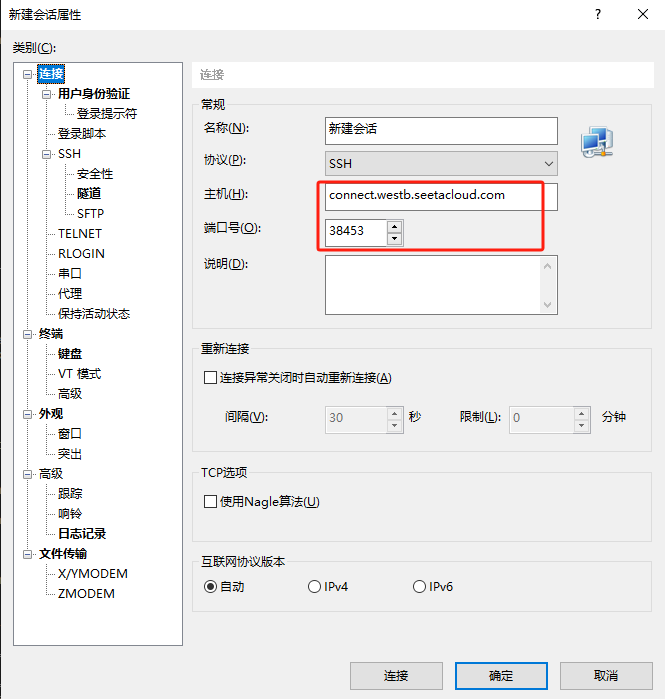 新建会话属性
?
类别(C):
连接
用户身份验证
登录提示符
登录脚本
SSH
安全性
隧道
SFTP
TELNET
RLOGIN
串口
代理
保持活动状态
终端
键盘
VT 模式
高级
外观
窗口
突出
高级
跟踪
响铃
日志记录
文件传输
X/YMODEM
ZMODEM
连接
常规
名称(N): 新建会话
协议(P): SSH
主机(H): connect.westb.seetacloud.com
端口号(O): 38453
说明(D):
重新连接
连接异常关闭时自动重新连接(A)
间隔(V): 30 秒 限制(L): 0 分钟
TCP选项
使用Nagle算法(U)
互联网协议版本
自动 IPv4 IPv6
连接 确定 取消